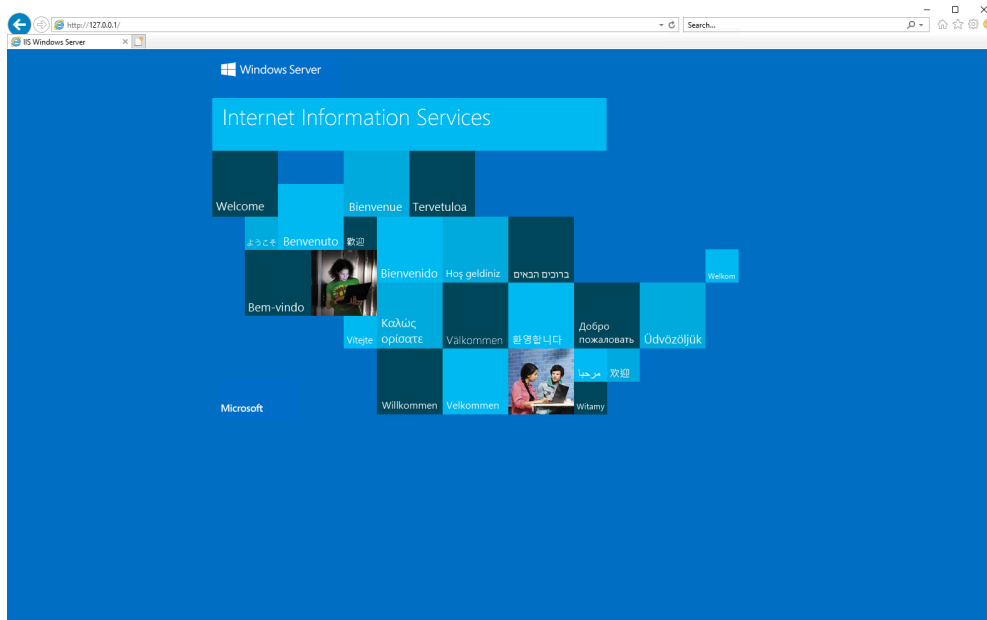 http://127.0.0.1/
Search...
IIS Windows Server
Windows Server
Internet Information Services
Welcome
Bienvenue
Tervetuloa
ようこそ
Benvenuto
歡迎
Bienvenido
Hoş geldiniz
ברוכים הבאים
Welkom
Bem-vindo
Vítejte
Καλώς
ορίσατε
Välkommen
환영합니다
Добро
пожаловать
Üdvözöljük
مرحبا
欢迎
Microsoft
Willkommen
Velkommen
Witamy